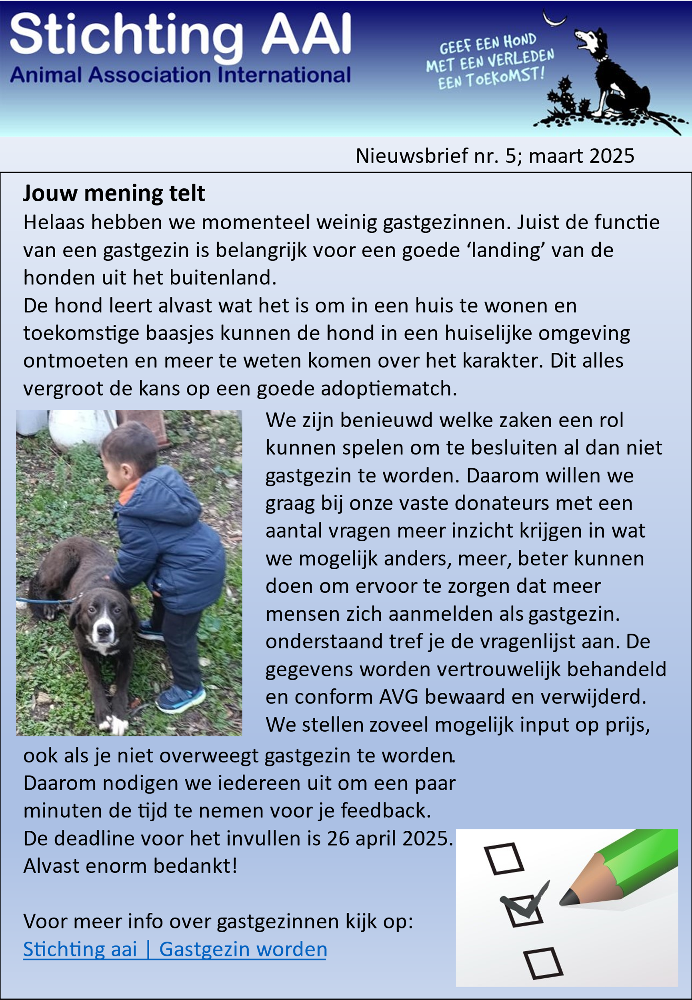 Stichting AAI
Animal Association International
GEEF EEN HOND
MET EEN VERLEDEN
EEN TOEKOMST!
Nieuwsbrief nr. 5; maart 2025
Jouw mening telt
Helaas hebben we momenteel weinig gastgezinnen. Juist de functie
van een gastgezin is belangrijk voor een goede ‘landing’ van de
honden uit het buitenland.
De hond leert alvast wat het is om in een huis te wonen en
toekomstige baasjes kunnen de hond in een huiselijke omgeving
ontmoeten en meer te weten komen over het karakter. Dit alles
vergroot de kans op een goede adoptiematch.
We zijn benieuwd welke zaken een rol
kunnen spelen om te besluiten al dan niet
gastgezin te worden. Daarom willen we
graag bij onze vaste donateurs met een
aantal vragen meer inzicht krijgen in wat
we mogelijk anders, meer, beter kunnen
doen om ervoor te zorgen dat meer
mensen zich aanmelden als gastgezin.
onderstaand tref je de vragenlijst aan. De
gegevens worden vertrouwelijk behandeld
en conform AVG bewaard en verwijderd.
We stellen zoveel mogelijk input op prijs,
ook als je niet overweegt gastgezin te worden.
Daarom nodigen we iedereen uit om een paar
minuten de tijd te nemen voor je feedback.
De deadline voor het invullen is 26 april 2025.
Alvast enorm bedankt!
Voor meer info over gastgezinnen kijk op:
Stichting aai | Gastgezin worden